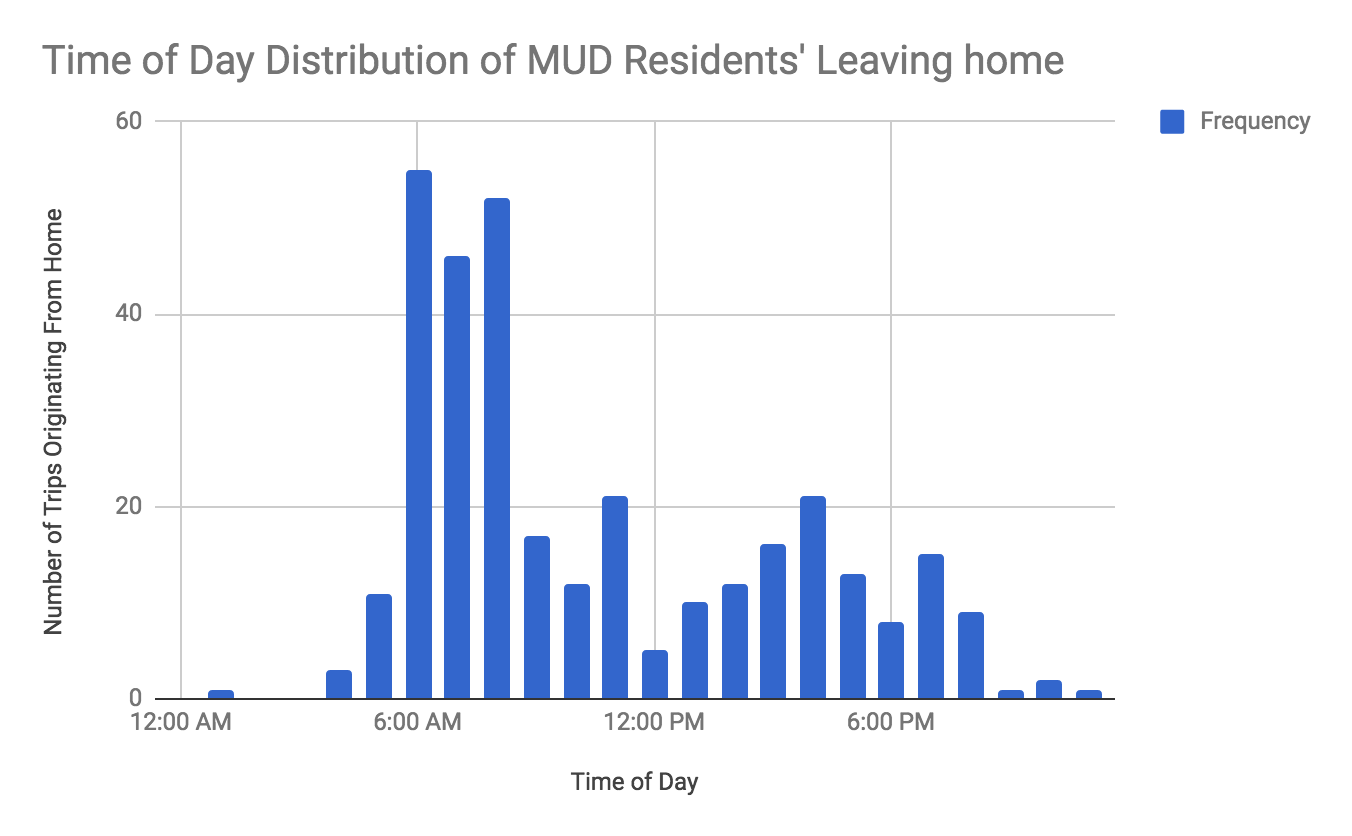 Time of Day Distribution of MUD Residents' Leaving home
Frequency
Number of Trips Originating From Home
60
40
20
0
12:00 AM
6:00 AM
12:00 PM
6:00 PM
Time of Day